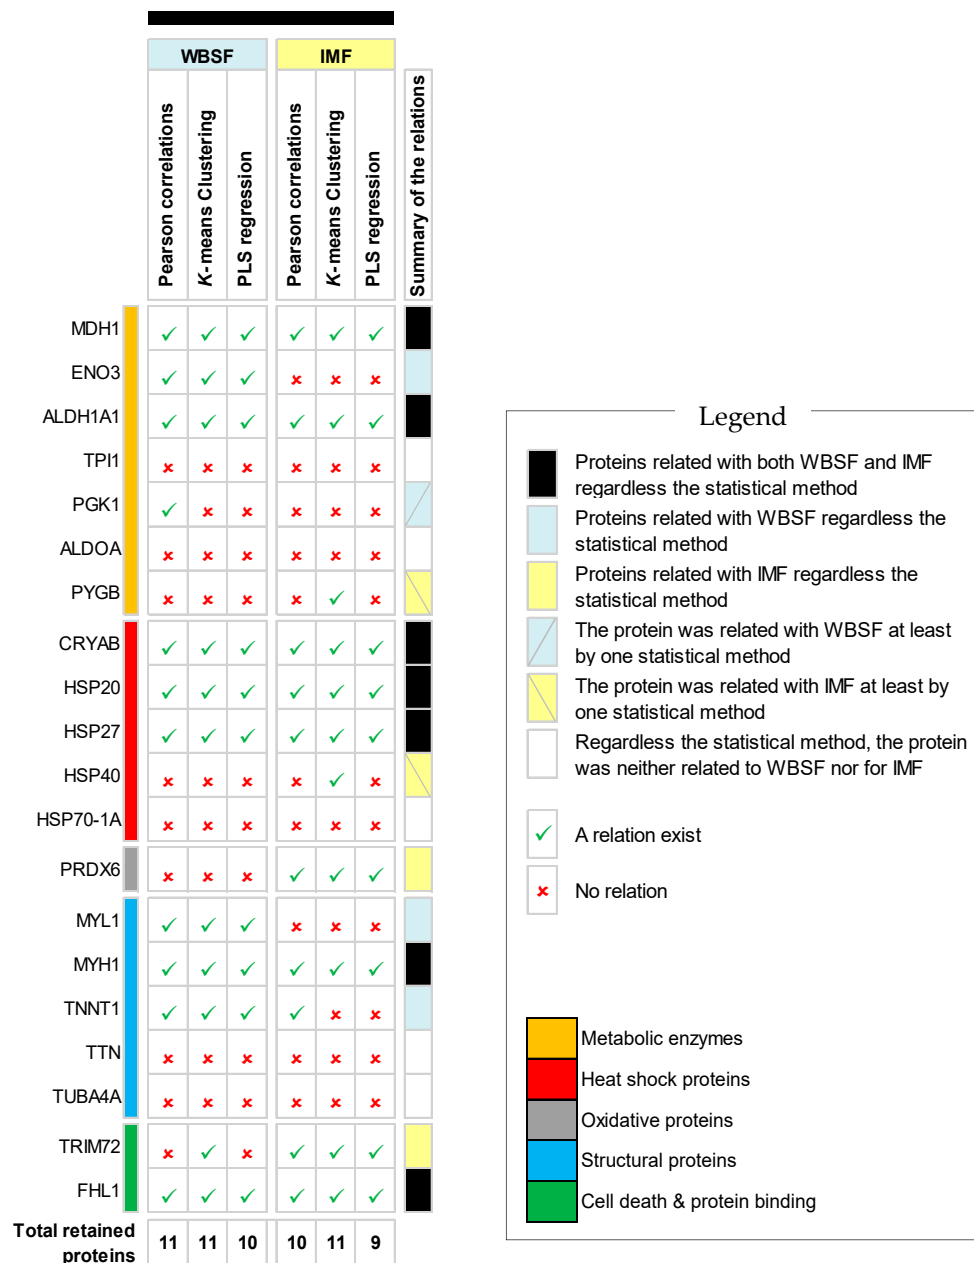 WBSF
IMF
Pearson correlations
K-means Clustering
PLS regression
Pearson correlations
K-means Clustering
PLS regression
Summary of the relations
MDH1
ENO3
ALDH1A1
TPI1
PGK1
ALDOA
PYGB
CRYAB
HSP20
HSP27
HSP40
HSP70-1A
PRDX6
MYL1
MYH1
TNNT1
TTN
TUBA4A
TRIM72
FHL1
Total retained
proteins
11 11 10 10 11 9
Legend
Proteins related with both WBSF and IMF
regardless the statistical method
Proteins related with WBSF regardless the
statistical method
Proteins related with IMF regardless the
statistical method
The protein was related with WBSF at least
by one statistical method
The protein was related with IMF at least by
one statistical method
Regardless the statistical method, the protein
was neither related to WBSF nor for IMF
A relation exist
No relation
Metabolic enzymes
Heat shock proteins
Oxidative proteins
Structural proteins
Cell death & protein binding